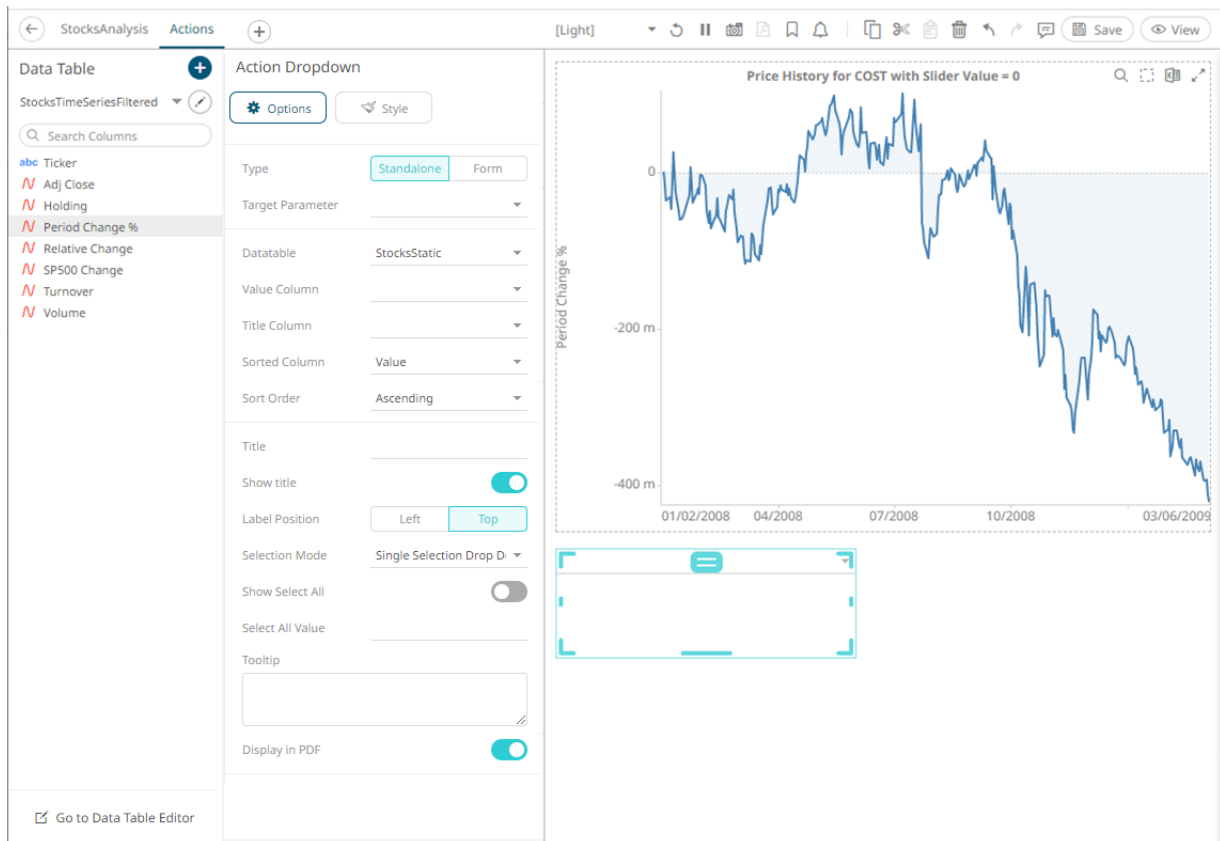 StocksAnalysis Actions [Light] Save View
Data Table
StocksTimeSeriesFiltered
Search Columns
abc Ticker
Adj Close
Holding
Period Change %
Relative Change
SP500 Change
Turnover
Volume
Go to Data Table Editor
Action Dropdown
Options Style
Type Standalone Form
Target Parameter
Datatable StocksStatic
Value Column
Title Column
Sorted Column Value
Sort Order Ascending
Title
Show title
Label Position Left Top
Selection Mode Single Selection Drop D
Show Select All
Select All Value
Tooltip
Display in PDF
Price History for COST with Slider Value = 0
Period Change %
0
-200 m
-400 m
01/02/2008 04/2008 07/2008 10/2008 03/06/2009